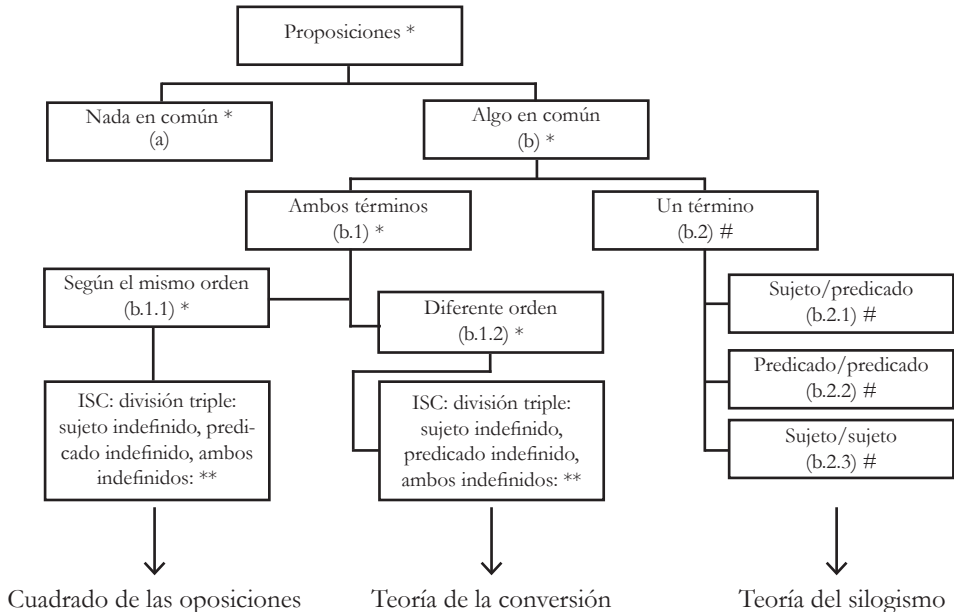 Proposiciones *
Nada en común *
(a)
Algo en común
(b) *
Ambos términos
(b.1) *
Un término
(b.2) #
Según el mismo orden
(b.1.1) *
Diferente orden
(b.1.2) *
Sujeto/predicado
(b.2.1) #
Predicado/predicado
(b.2.2) #
Sujeto/sujeto
(b.2.3) #
ISC: división triple:
sujeto indefinido, predi-
cado indefinido, ambos
indefinidos: **
ISC: división triple:
sujeto indefinido,
predicado indefinido,
ambos indefinidos: **
Cuadrado de las oposiciones
Teoría de la conversión
Teoría del silogismo